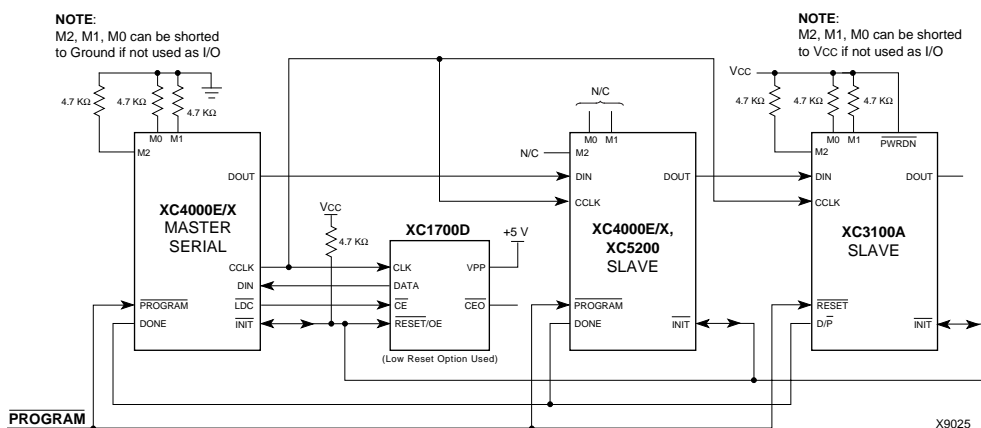 NOTE:
M2, M1, M0 can be shorted
to Ground if not used as I/O
NOTE:
M2, M1, M0 can be shorted
to VCC if not used as I/O
4.7 KΩ
4.7 KΩ
4.7 KΩ
M0 M1
M2
DOUT
XC4000E/X
MASTER
SERIAL
CCLK
DIN
PROGRAM
LDC
DONE
INIT
VCC
4.7 KΩ
XC1700D
+5 V
CLK
VPP
DATA
CE
CEO
RESET/OE
(Low Reset Option Used)
N/C
M0 M1
N/C
M2
DIN
DOUT
CCLK
XC4000E/X,
XC5200
SLAVE
PROGRAM
DONE
INIT
VCC
4.7 KΩ
4.7 KΩ
4.7 KΩ
M0 M1
PWRDN
M2
DIN
DOUT
CCLK
XC3100A
SLAVE
RESET
D/P
INIT
PROGRAM
X9025